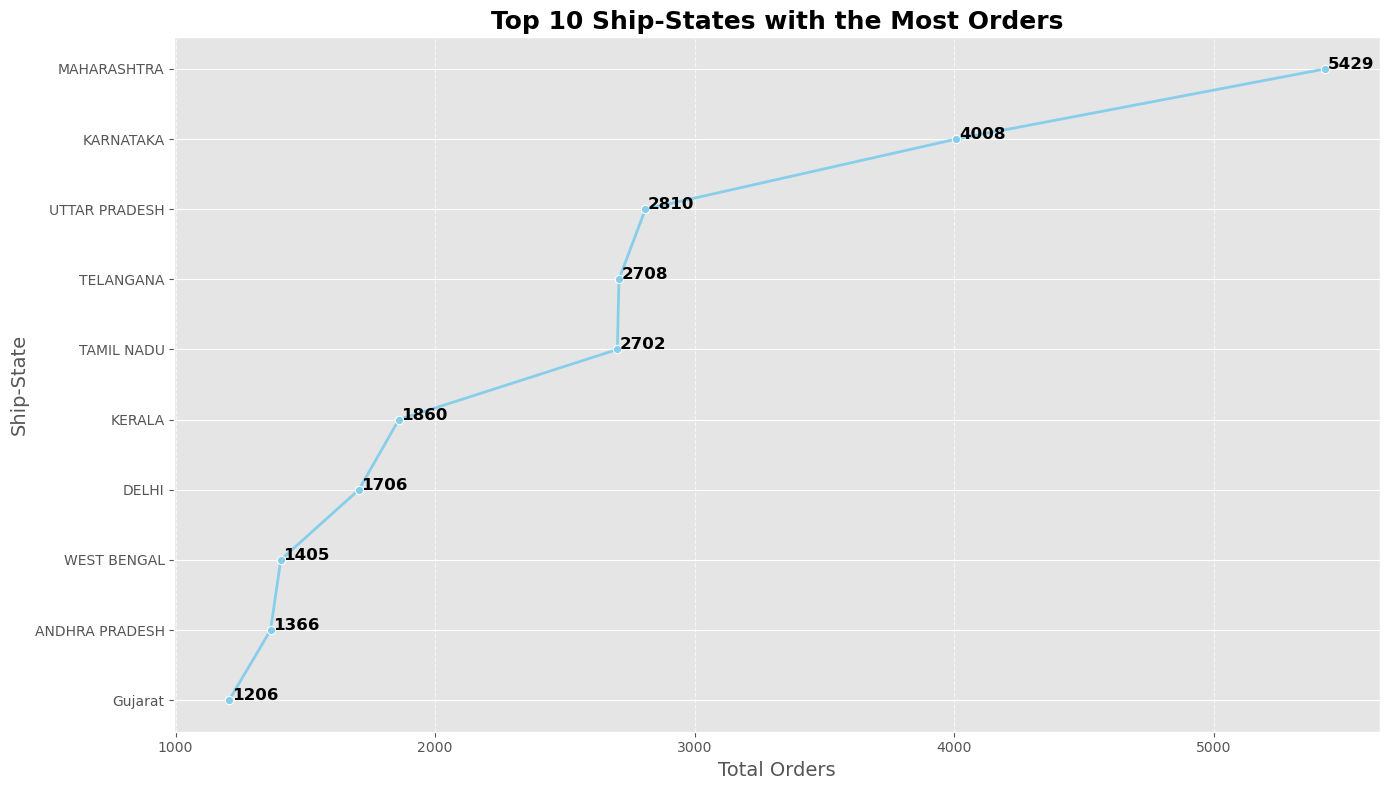 Top 10 Ship-States with the Most Orders
MAHARASHTRA
5429
KARNATAKA
4008
UTTAR PRADESH
2810
TELANGANA
2708
TAMIL NADU
2702
KERALA
1860
DELHI
1706
WEST BENGAL
1405
ANDHRA PRADESH
1366
Gujarat
1206
Ship-State
1000 2000 3000 4000 5000
Total Orders